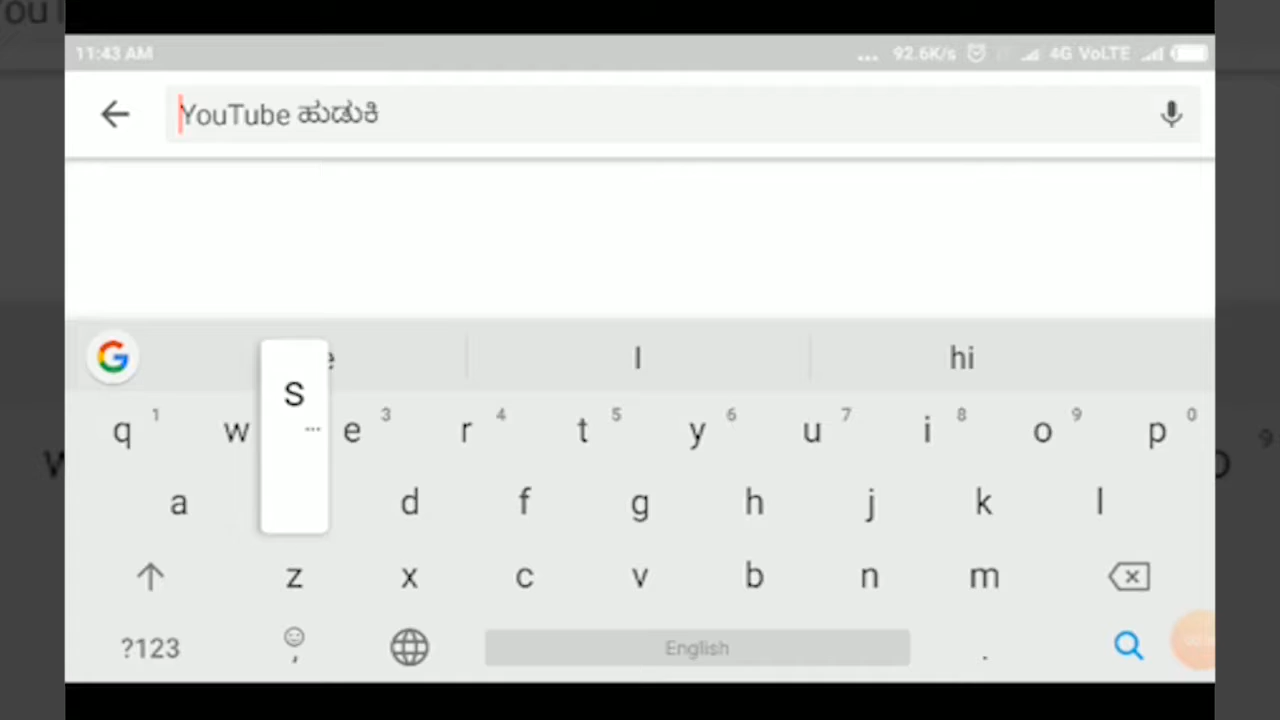 11:43 AM ... 92.6K/s 4G VoLTE
YouTube ಹುಡುಕಿ
I hi
1 3 4 5 6 7 8 9 0
q w e r t y u i o p
S
a d f g h j k l
z x c v b n m
?123 , English .